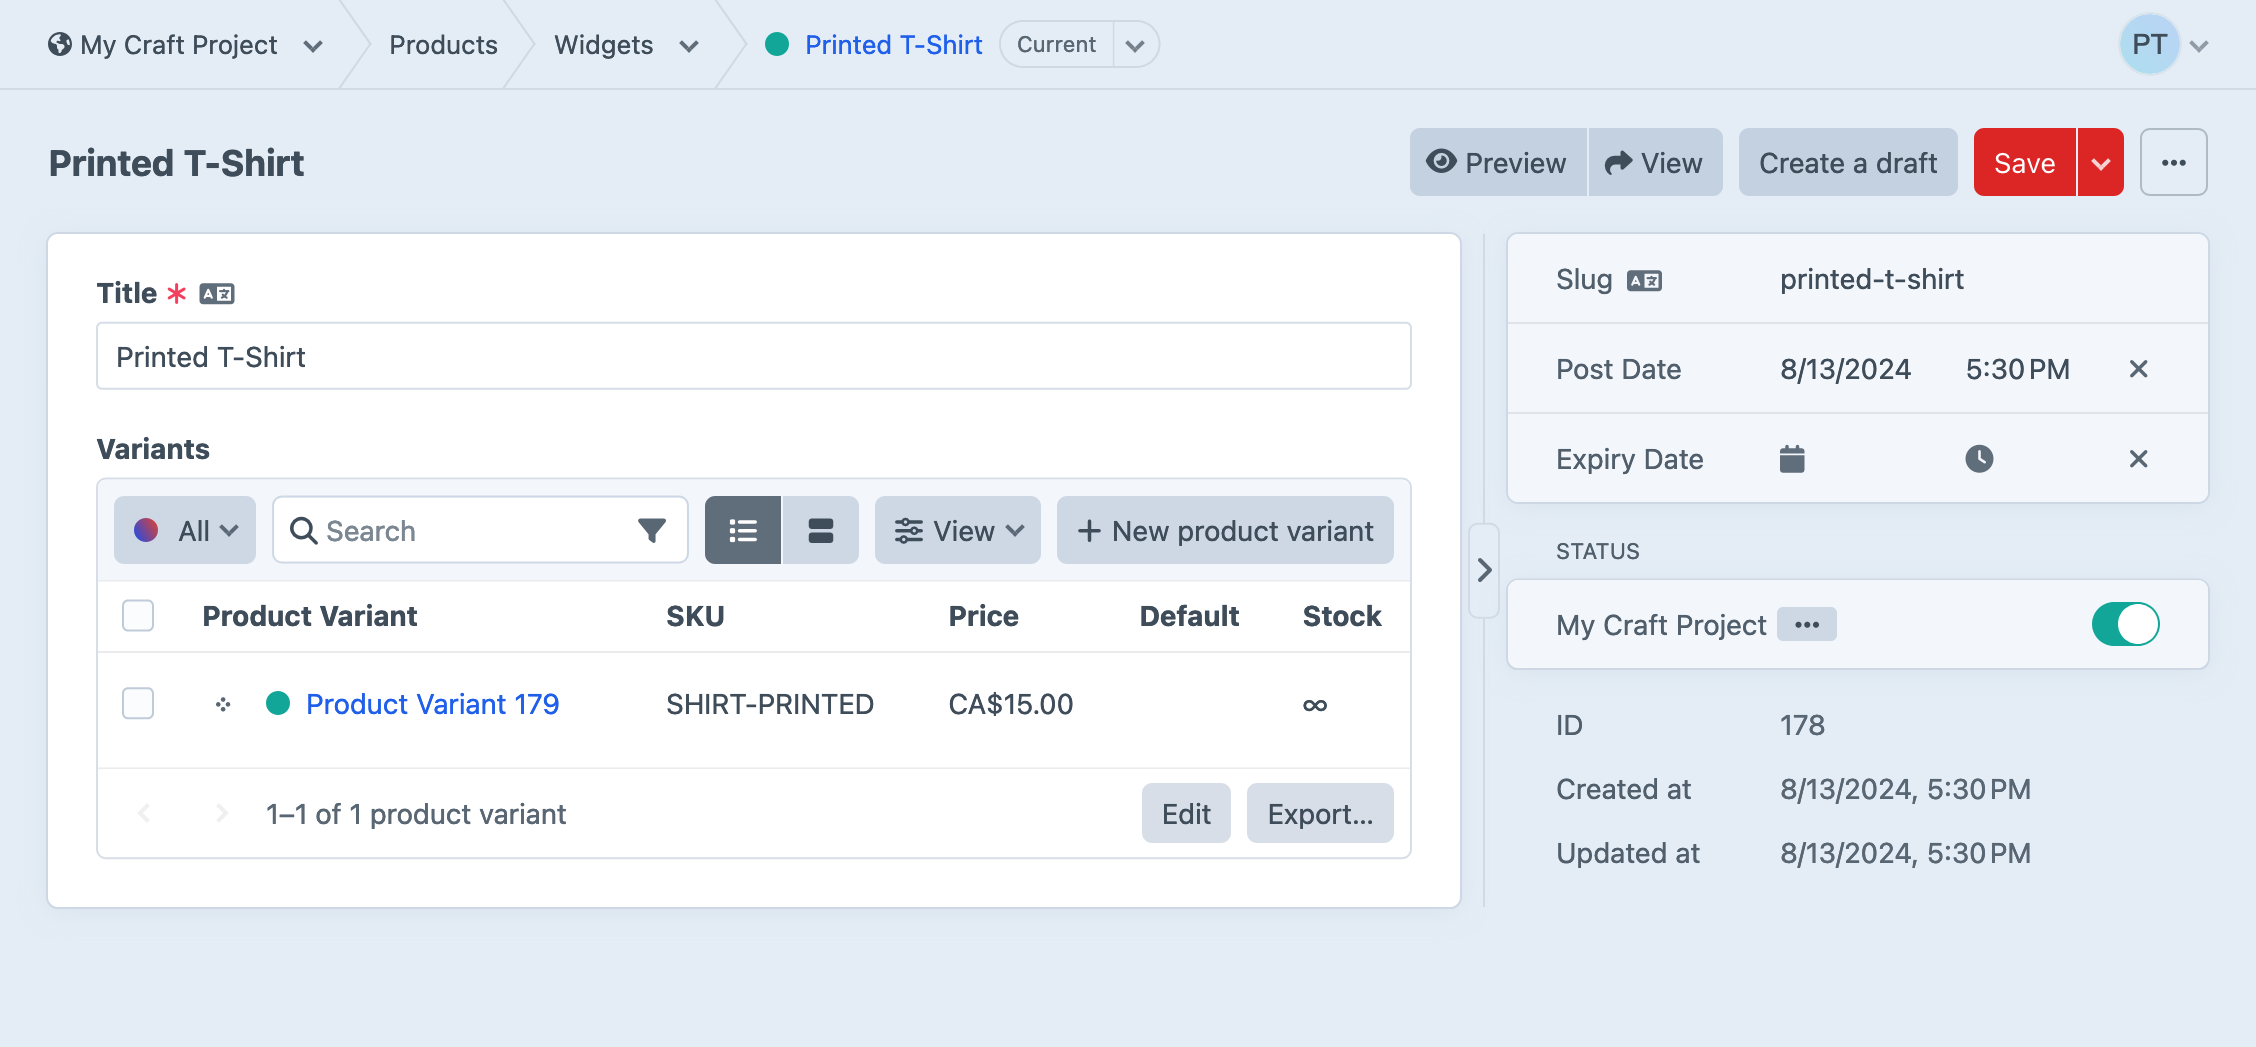 My Craft Project Products Widgets Printed T-Shirt Current PT
Printed T-Shirt
Preview View Create a draft Save
Title *
Printed T-Shirt
Variants
All Search View + New product variant
Product Variant SKU Price Default Stock
Product Variant 179 SHIRT-PRINTED CA$15.00 ∞
1–1 of 1 product variant Edit Export…
Slug printed-t-shirt
Post Date 8/13/2024 5:30 PM
Expiry Date
STATUS
My Craft Project
ID 178
Created at 8/13/2024, 5:30 PM
Updated at 8/13/2024, 5:30 PM